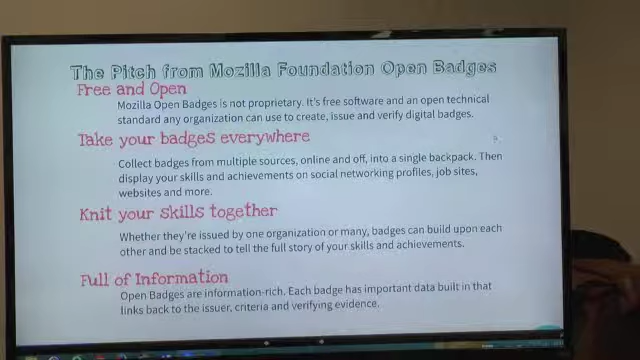 The Pitch from Mozilla Foundation Open Badges
Free and Open
Mozilla Open Badges is not proprietary. It's free software and an open technical
standard any organization can use to create, issue and verify digital badges.
Take your badges everywhere
Collect badges from multiple sources, online and off, into a single backpack. Then
display your skills and achievements on social networking profiles, job sites,
websites and more.
Knit your skills together
Whether they're issued by one organization or many, badges can build upon each
other and be stacked to tell the full story of your skills and achievements.
Full of Information
Open Badges are information-rich. Each badge has important data built in that
links back to the issuer, criteria and verifying evidence.